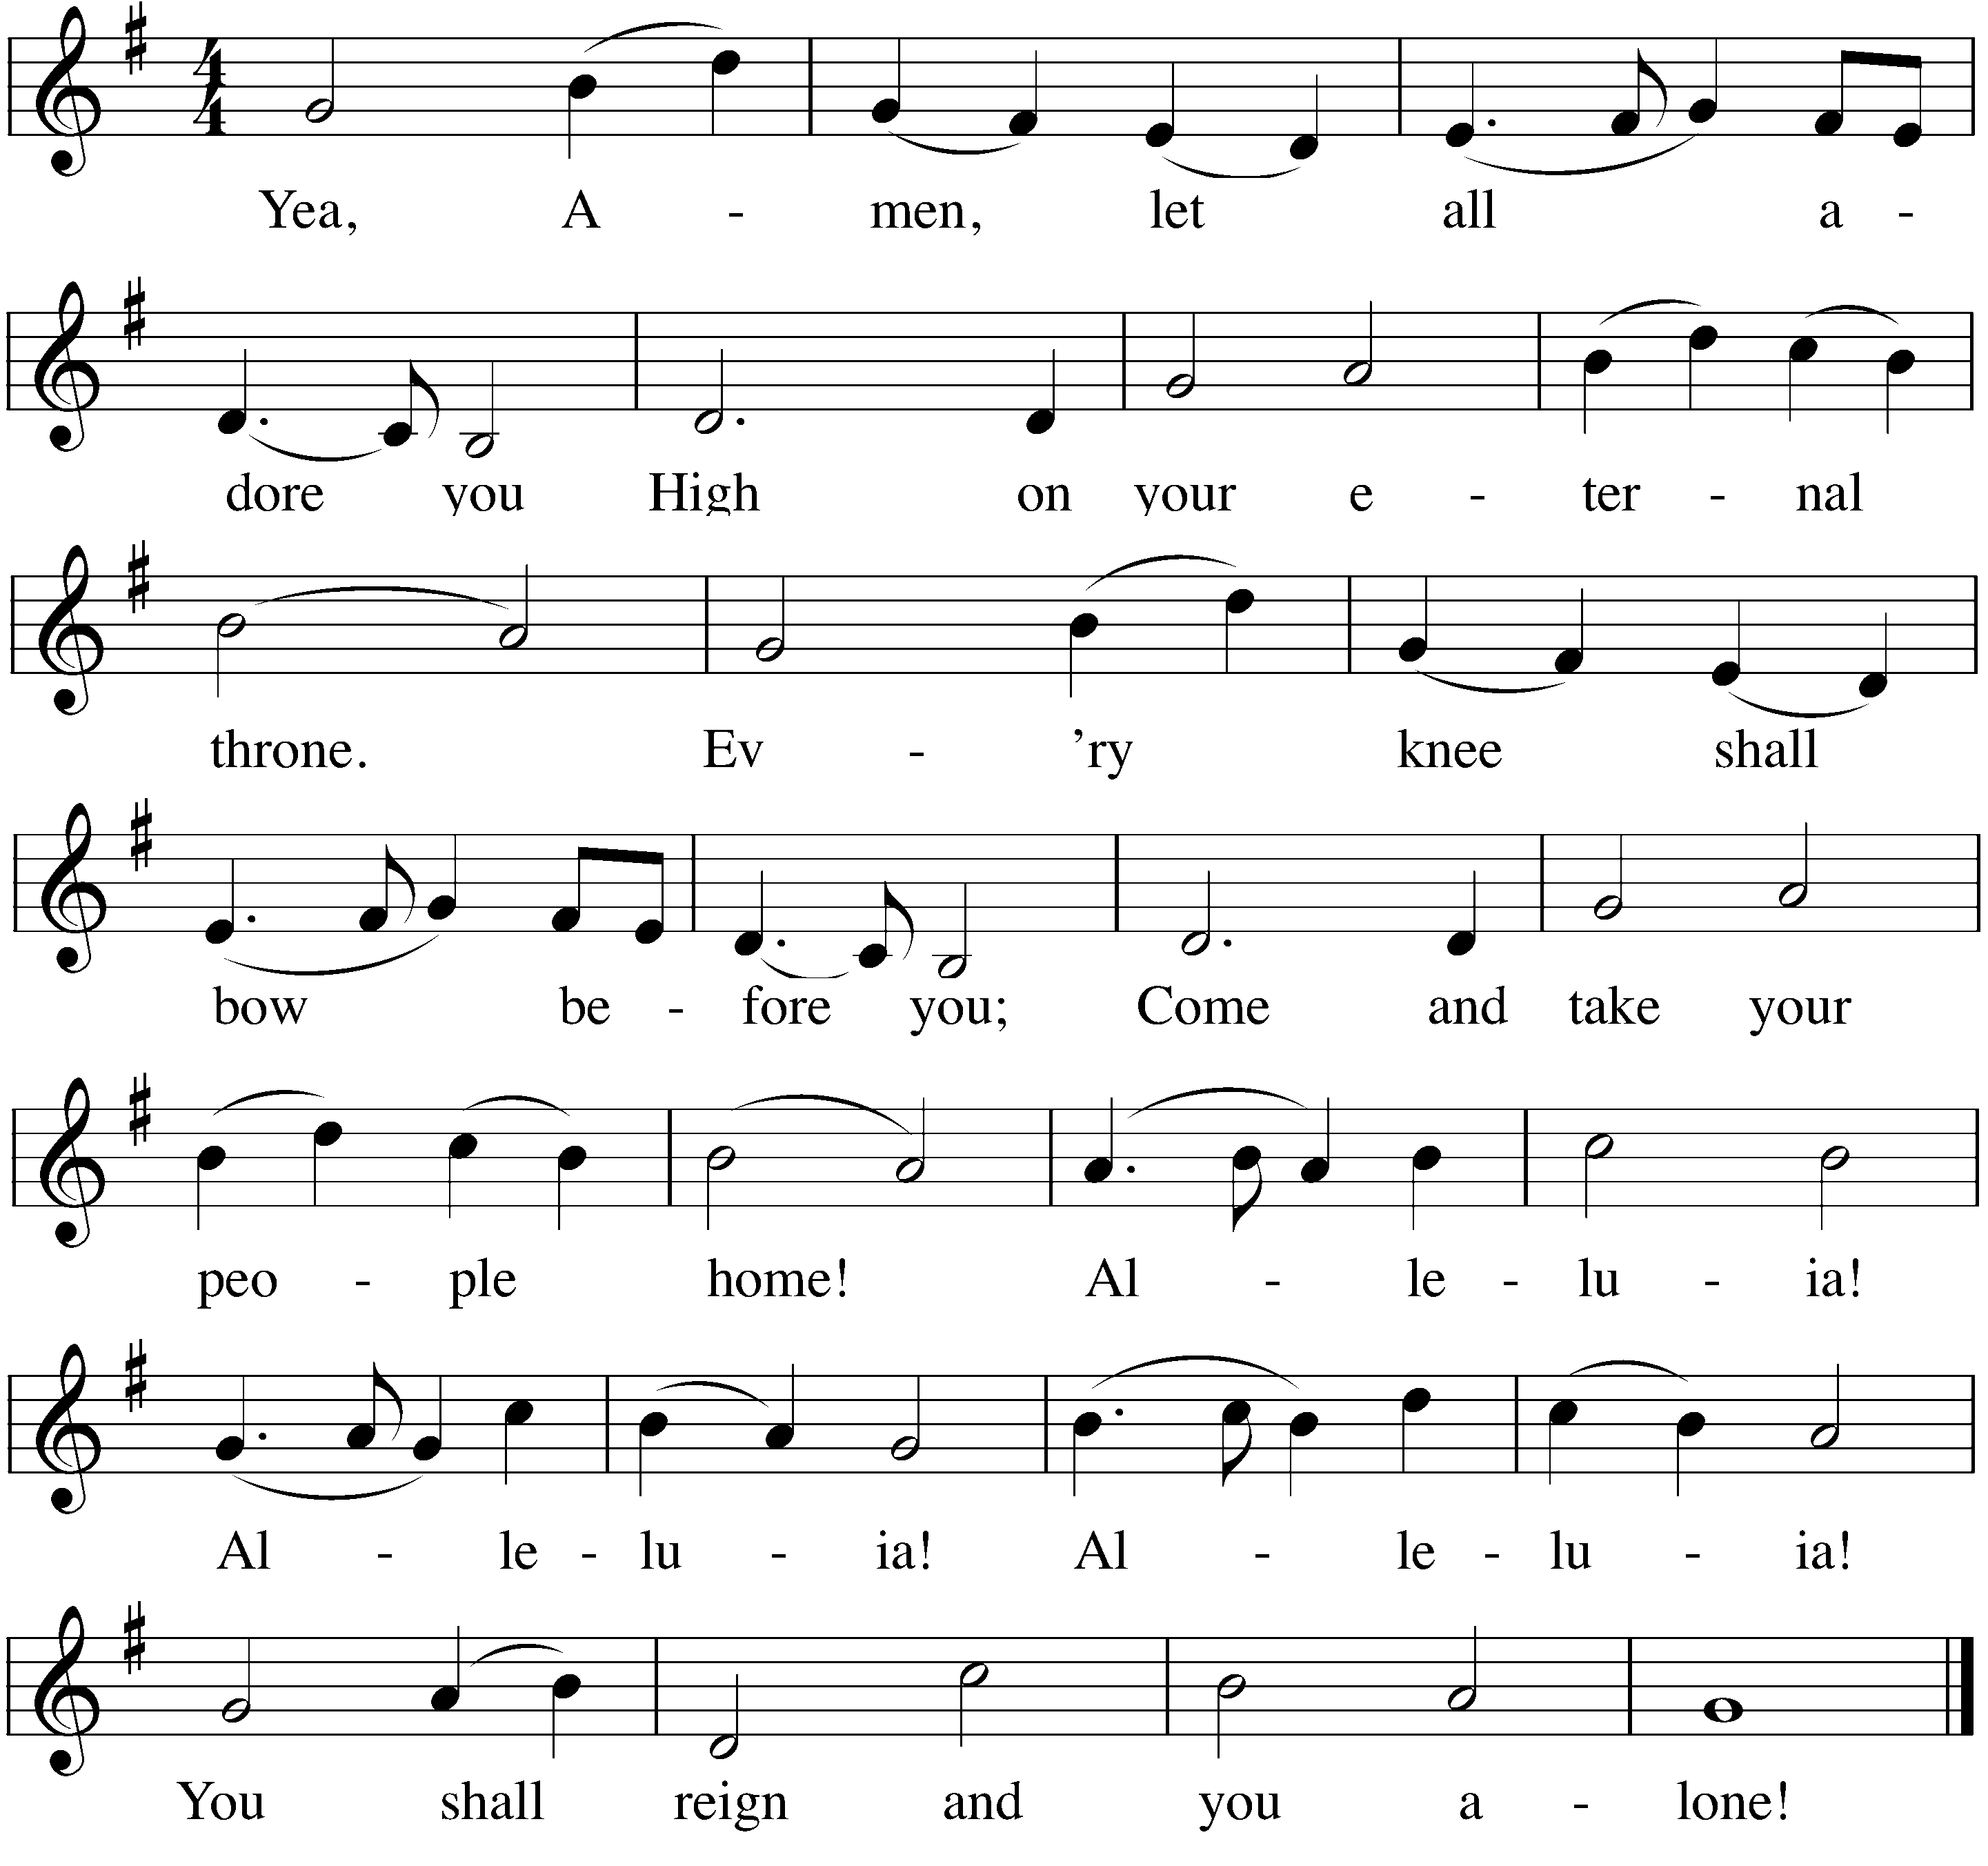 Yea, A - men, let all a -
dore you High on your e - ter - nal
throne. Ev - ’ry knee shall
bow be - fore you; Come and take your
peo - ple home! Al - le - lu - ia!
Al - le - lu - ia! Al - le - lu - ia!
You shall reign and you a - lone!